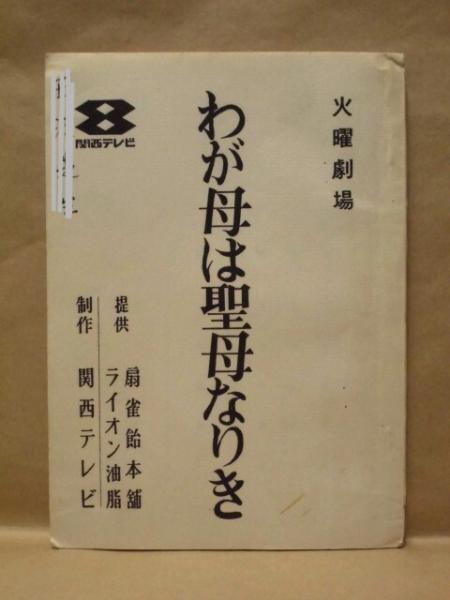 火曜劇場
わが母は聖母なりき
提供 扇雀飴本舗
ライオン油脂
制作 関西テレビ
関西テレビ